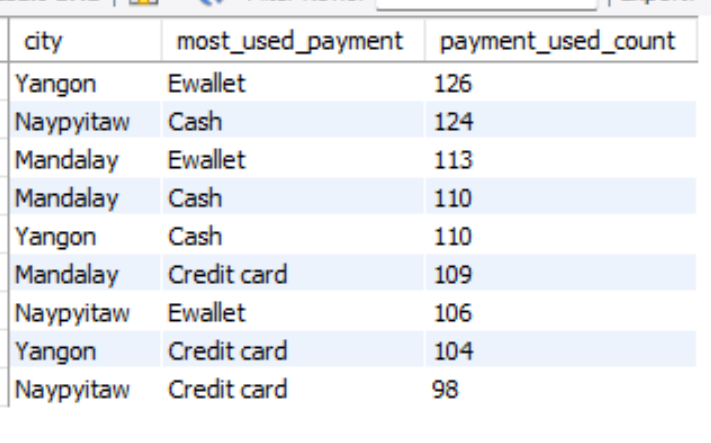 city most_used_payment payment_used_count
Yangon Ewallet 126
Naypyitaw Cash 124
Mandalay Ewallet 113
Mandalay Cash 110
Yangon Cash 110
Mandalay Credit card 109
Naypyitaw Ewallet 106
Yangon Credit card 104
Naypyitaw Credit card 98